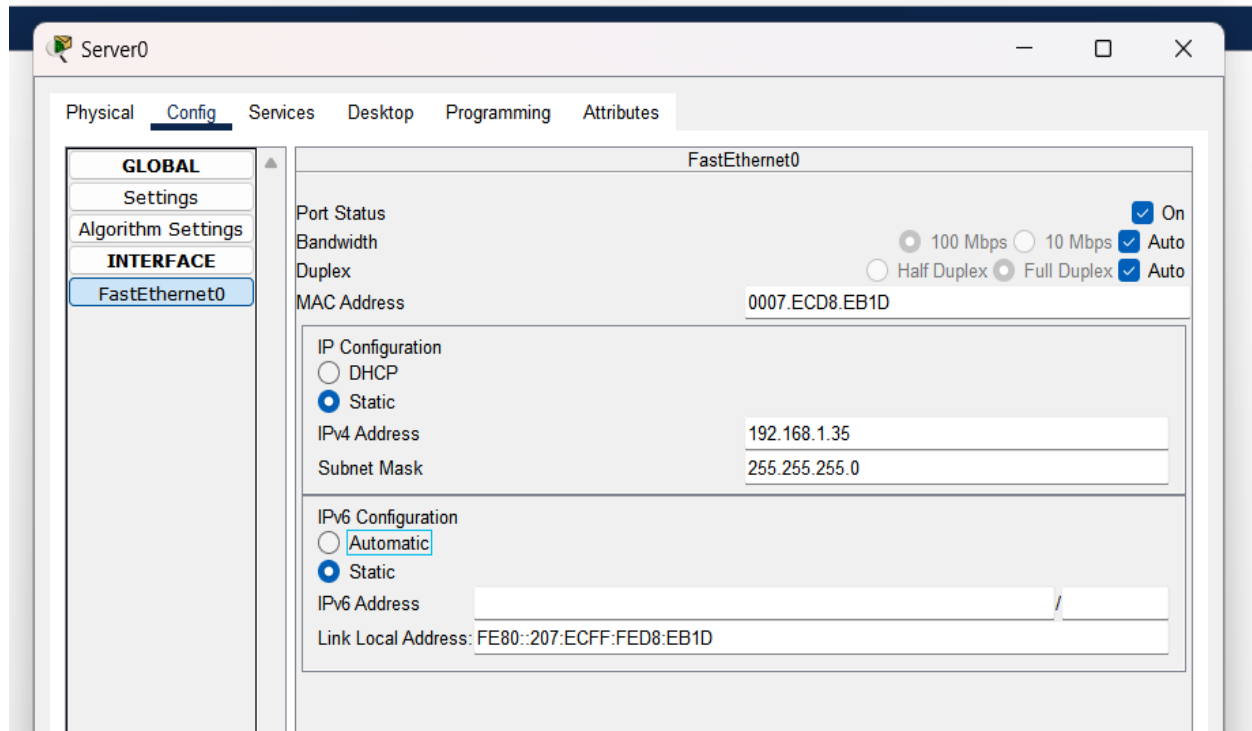 Server0
Physical Config Services Desktop Programming Attributes
GLOBAL
Settings
Algorithm Settings
INTERFACE
FastEthernet0
FastEthernet0
Port Status On
Bandwidth 100 Mbps 10 Mbps Auto
Duplex Half Duplex Full Duplex Auto
MAC Address 0007.ECD8.EB1D
IP Configuration
DHCP
Static
IPv4 Address 192.168.1.35
Subnet Mask 255.255.255.0
IPv6 Configuration
Automatic
Static
IPv6 Address /
Link Local Address: FE80::207:ECFF:FED8:EB1D